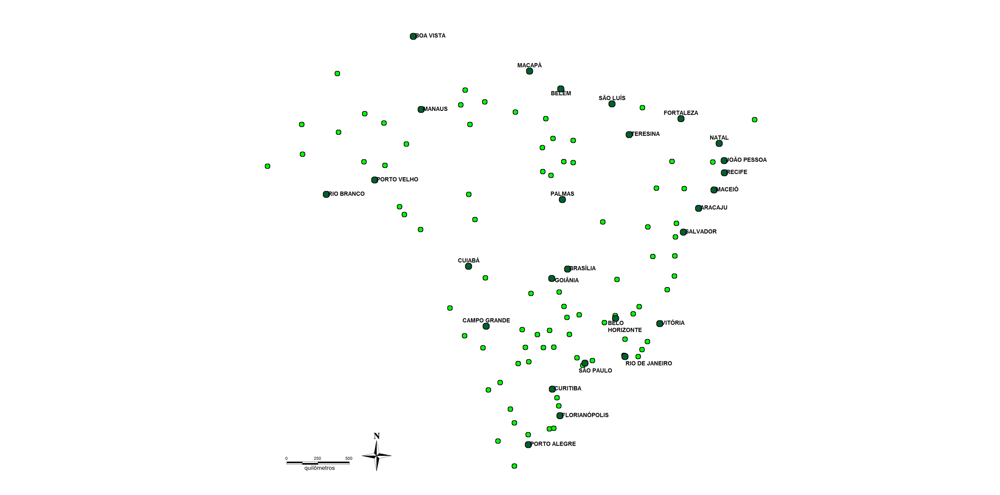 BOA VISTA
MACAPÁ
BELÉM
SÃO LUÍS
MANAUS
FORTALEZA
TERESINA
NATAL
JOÃO PESSOA
RECIFE
PORTO VELHO
RIO BRANCO
PALMAS
MACEIÓ
ARACAJU
SALVADOR
CUIABÁ
BRASÍLIA
GOIÂNIA
CAMPO GRANDE
BELO
HORIZONTE
VITÓRIA
RIO DE JANEIRO
SÃO PAULO
CURITIBA
FLORIANÓPOLIS
PORTO ALEGRE
N
0 250 500
quilômetros